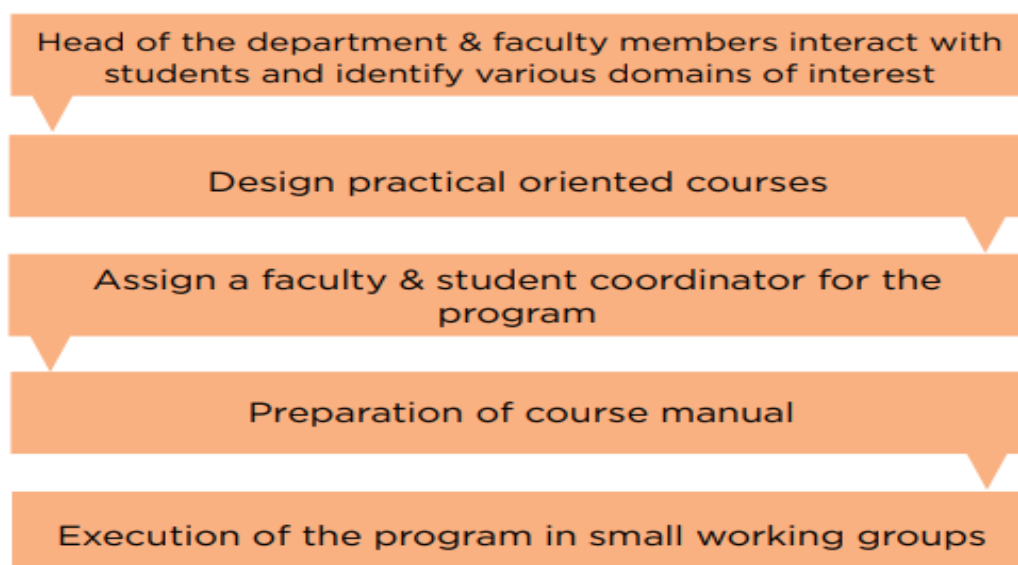 Head of the department & faculty members interact with
students and identify various domains of interest
Design practical oriented courses
Assign a faculty & student coordinator for the
program
Preparation of course manual
Execution of the program in small working groups